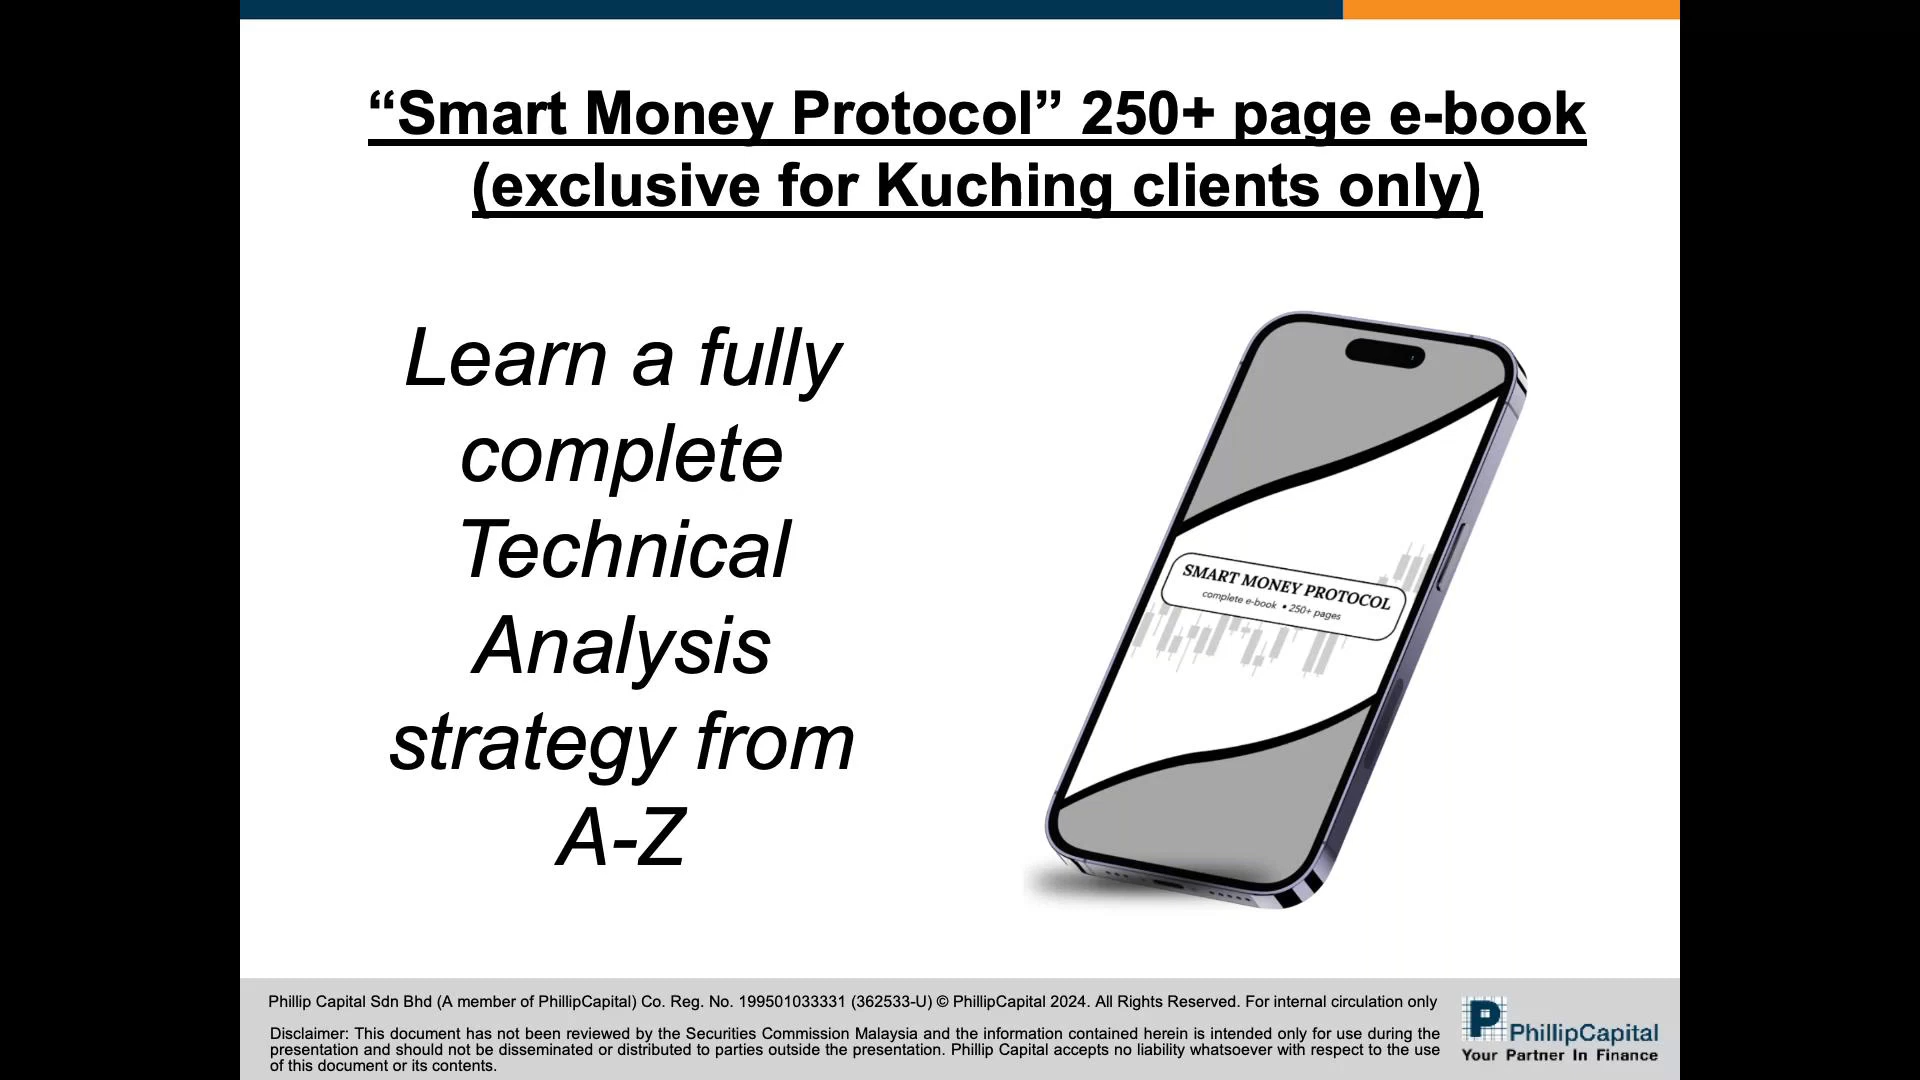 “Smart Money Protocol” 250+ page e-book
(exclusive for Kuching clients only)
Learn a fully
complete
Technical
Analysis
strategy from
A-Z
SMART MONEY PROTOCOL
complete e-book • 250+ pages
Phillip Capital Sdn Bhd (A member of PhillipCapital) Co. Reg. No. 199501033331 (362533-U) © PhillipCapital 2024. All Rights Reserved. For internal circulation only
Disclaimer: This document has not been reviewed by the Securities Commission Malaysia and the information contained herein is intended only for use during the
presentation and should not be disseminated or distributed to parties outside the presentation. Phillip Capital accepts no liability whatsoever with respect to the use
of this document or its contents.
P
PhillipCapital
Your Partner In Finance